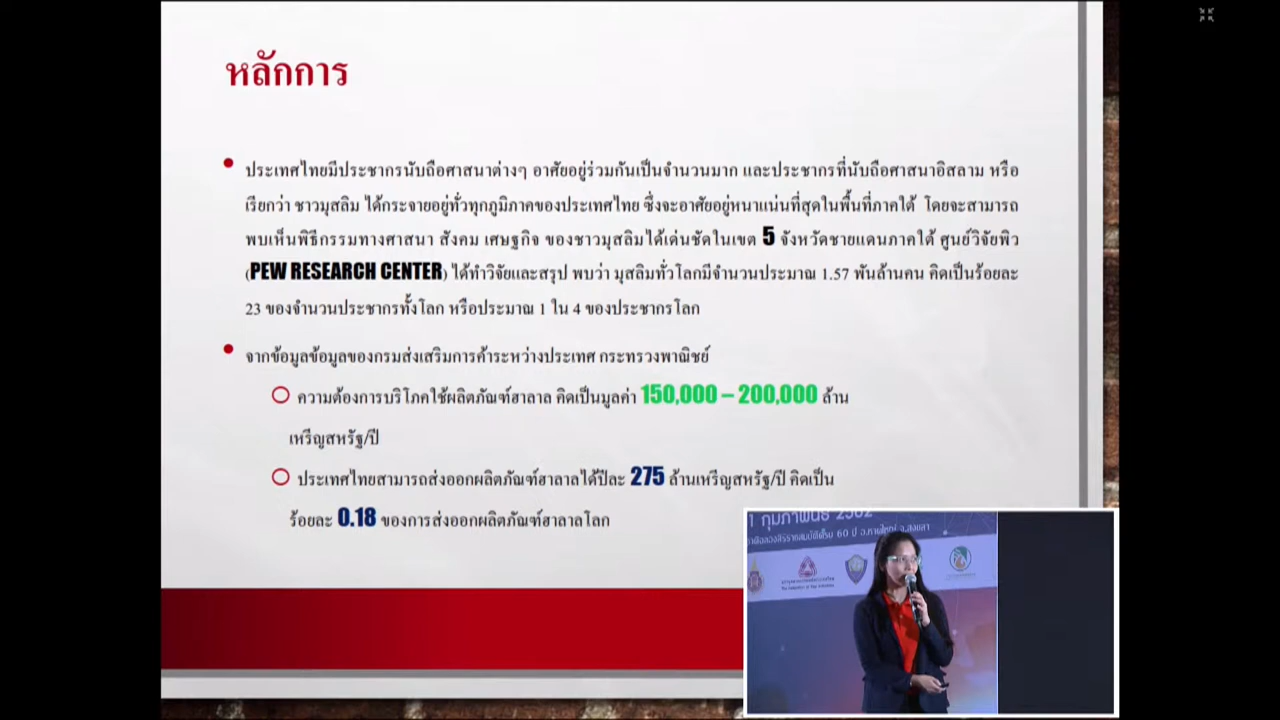 หลักการ
ประเทศไทยมีประชากรนับถือศาสนาต่างๆ อาศัยอยู่ร่วมกันเป็นจำนวนมาก และประชากรที่นับถือศาสนาอิสลาม หรือ
เรียกว่า ชาวมุสลิม ได้กระจายอยู่ทั่วทุกภูมิภาคของประเทศไทย ซึ่งจะอาศัยอยู่หนาแน่นที่สุดในพื้นที่ภาคใต้ โดยจะสามารถ
พบเห็นพิธีกรรมทางศาสนา สังคม เศษฐกิจ ของชาวมุสลิมได้เด่นชัดในเขต 5 จังหวัดชายแดนภาคใต้ ศูนย์วิจัยพิว
(PEW RESEARCH CENTER) ได้ทำวิจัยและสรุป พบว่า มุสลิมทั่วโลกมีจำนวนประมาณ 1.57 พันล้านคน คิดเป็นร้อยละ
23 ของจำนวนประชากรทั้งโลก หรือประมาณ 1 ใน 4 ของประชากรโลก
จากข้อมูลข้อมูลของกรมส่งเสริมการค้าระหว่างประเทศ กระทรวงพาณิชย์
ความต้องการบริโภคใช้ผลิตภัณฑ์ฮาลาล คิดเป็นมูลค่า 150,000 – 200,000 ล้าน
เหรีญสหรัฐ/ปี
ประเทศไทยสามารถส่งออกผลิตภัณฑ์ฮาลาลได้ปีละ 275 ล้านเหรีญสหรัฐ/ปี คิดเป็น
ร้อยละ 0.18 ของการส่งออกผลิตภัณฑ์ฮาลาลโลก
1 กุมภาพันธ์ 2562
60 ปี อ.หาดใหญ่ จ.สงขลา